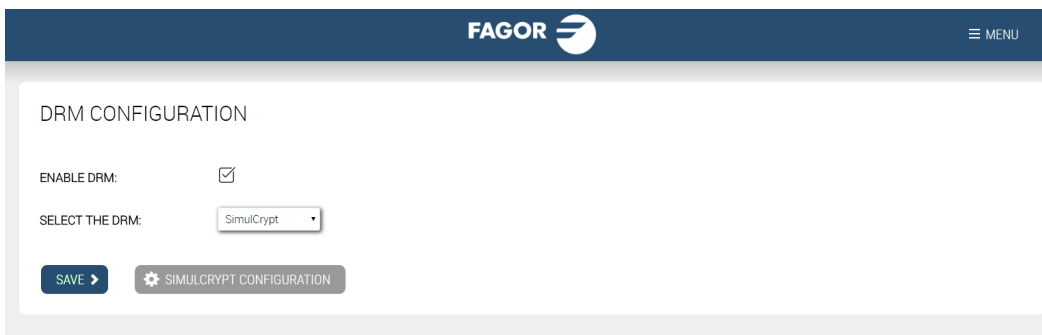 FAGOR
MENU
DRM CONFIGURATION
ENABLE DRM:
SELECT THE DRM: SimulCrypt
SAVE SIMULCRYPT CONFIGURATION